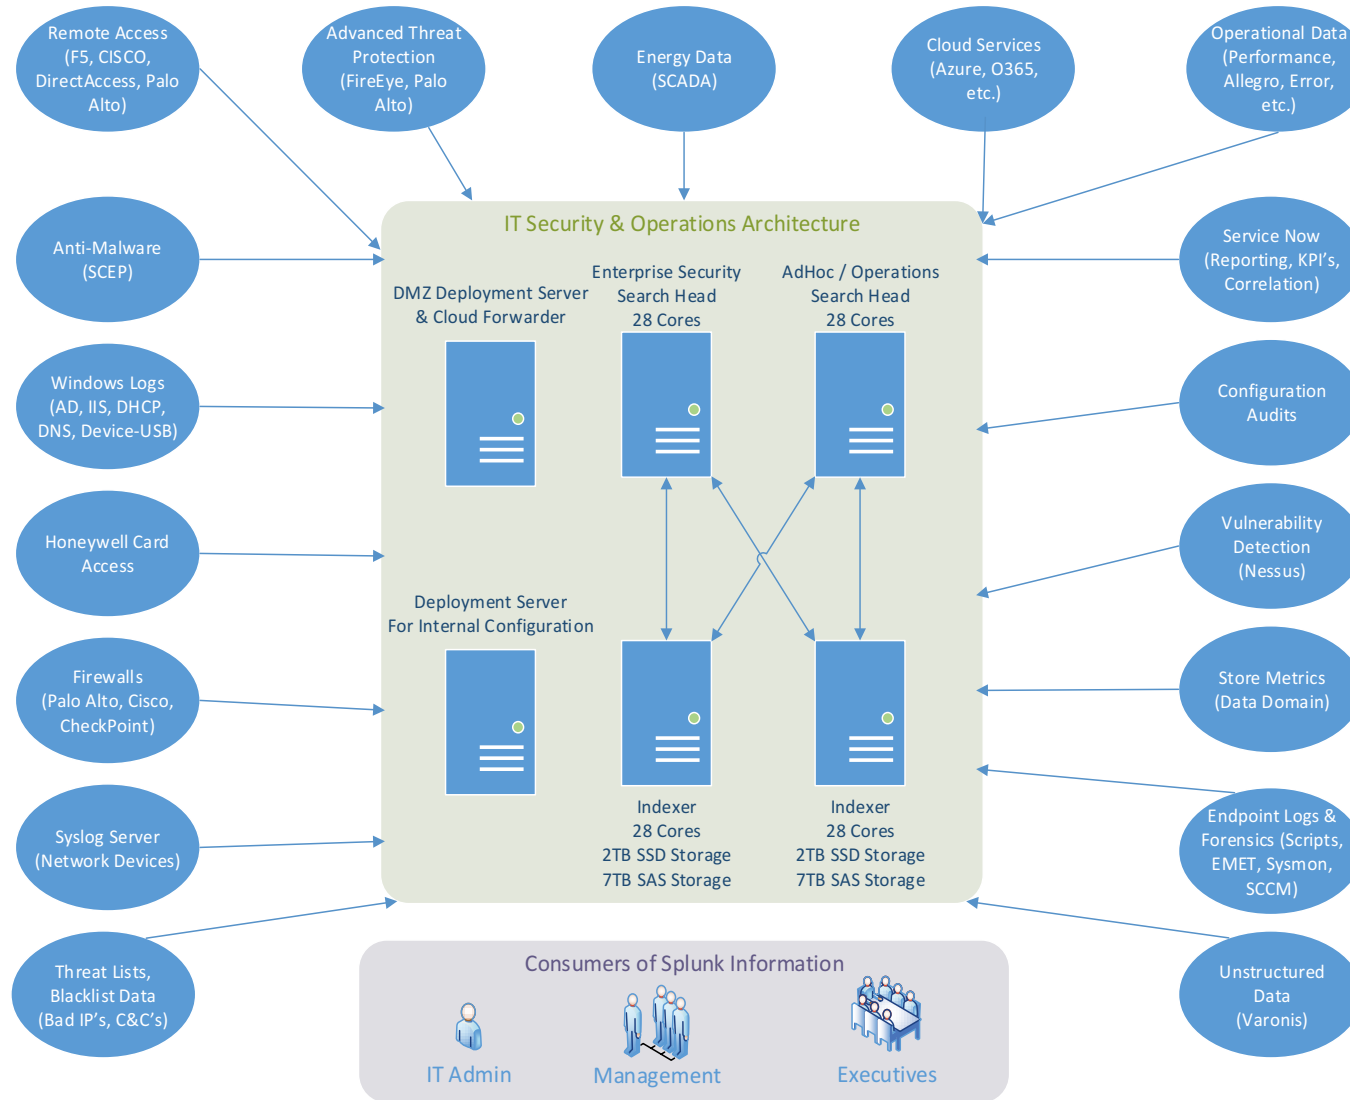 Remote Access
(F5, CISCO,
DirectAccess, Palo
Alto)
Advanced Threat
Protection
(FireEye, Palo
Alto)
Energy Data
(SCADA)
Cloud Services
(Azure, O365,
etc.)
Operational Data
(Performance,
Allegro, Error,
etc.)
Anti-Malware
(SCEP)
Windows Logs
(AD, IIS, DHCP,
DNS, Device-USB)
Honeywell Card
Access
Firewalls
(Palo Alto, Cisco,
CheckPoint)
Syslog Server
(Network Devices)
Threat Lists,
Blacklist Data
(Bad IP's, C&C's)
IT Security & Operations Architecture
DMZ Deployment Server
& Cloud Forwarder
Enterprise Security
Search Head
28 Cores
AdHoc / Operations
Search Head
28 Cores
Deployment Server
For Internal Configuration
Indexer
28 Cores
2TB SSD Storage
7TB SAS Storage
Indexer
28 Cores
2TB SSD Storage
7TB SAS Storage
Service Now
(Reporting, KPI's,
Correlation)
Configuration
Audits
Vulnerability
Detection
(Nessus)
Store Metrics
(Data Domain)
Endpoint Logs &
Forensics (Scripts,
EMET, Sysmon,
SCCM)
Unstructured
Data
(Varonis)
Consumers of Splunk Information
IT Admin
Management
Executives